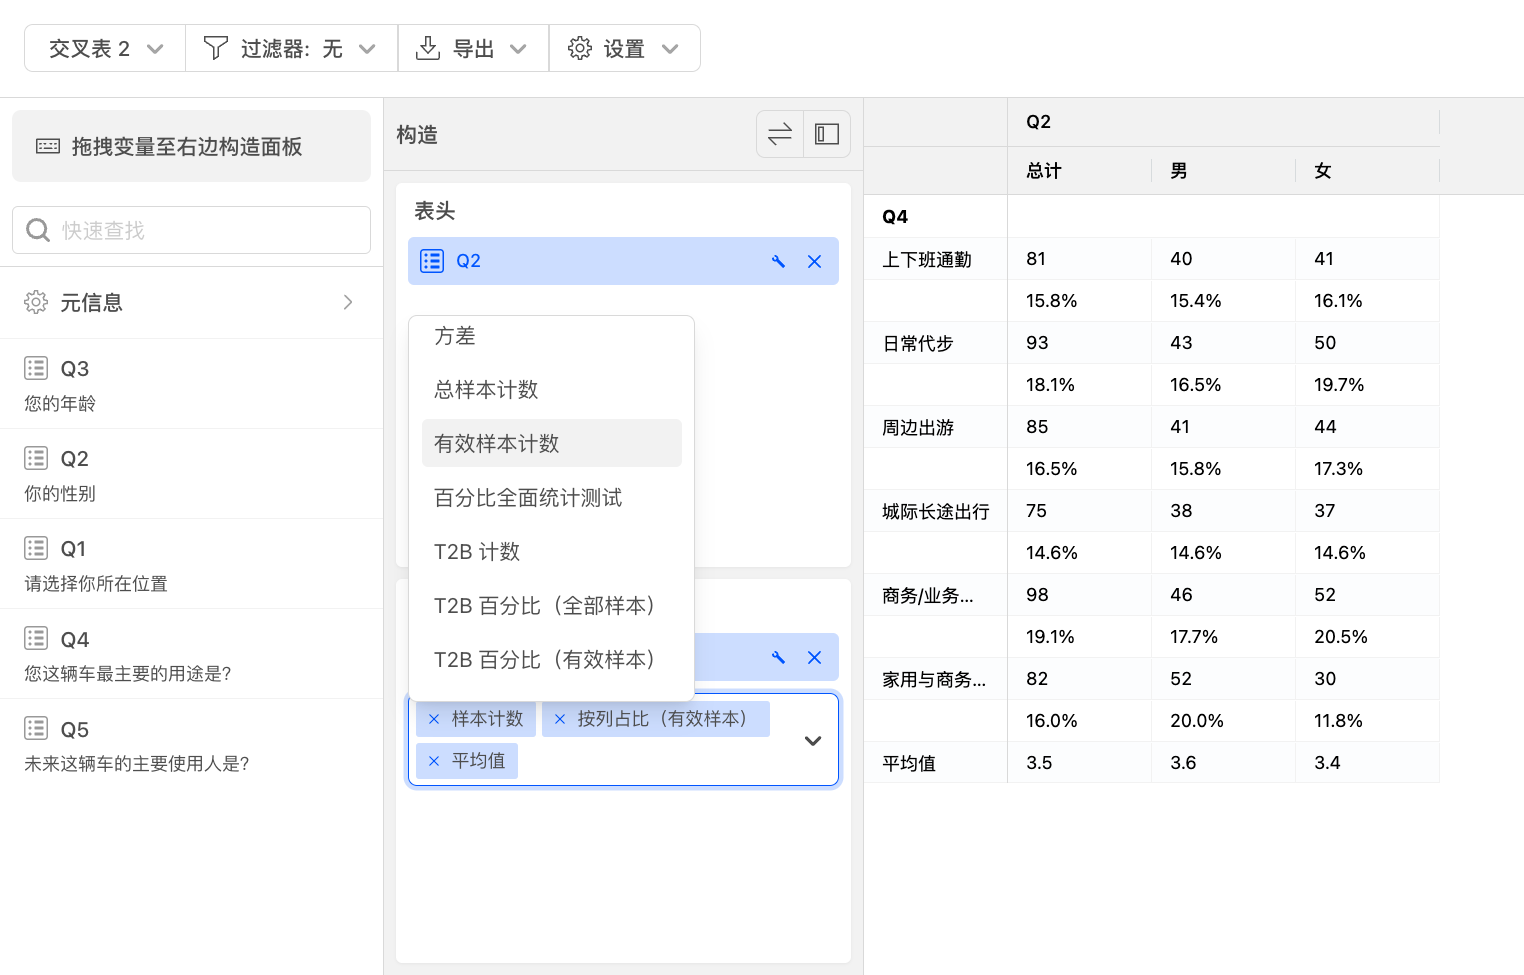 交叉表 2
过滤器: 无
导出
设置
拖拽变量至右边构造面板
快速查找
元信息
Q3
您的年龄
Q2
你的性别
Q1
请选择你所在位置
Q4
您这辆车最主要的用途是?
Q5
未来这辆车的主要使用人是?
构造
表头
Q2
方差
总样本计数
有效样本计数
百分比全面统计测试
T2B 计数
T2B 百分比（全部样本）
T2B 百分比（有效样本）
样本计数 按列占比（有效样本）
平均值
Q2
总计 男 女
Q4
上下班通勤 81 40 41
15.8% 15.4% 16.1%
日常代步 93 43 50
18.1% 16.5% 19.7%
周边出游 85 41 44
16.5% 15.8% 17.3%
城际长途出行 75 38 37
14.6% 14.6% 14.6%
商务/业务... 98 46 52
19.1% 17.7% 20.5%
家用与商务... 82 52 30
16.0% 20.0% 11.8%
平均值 3.5 3.6 3.4